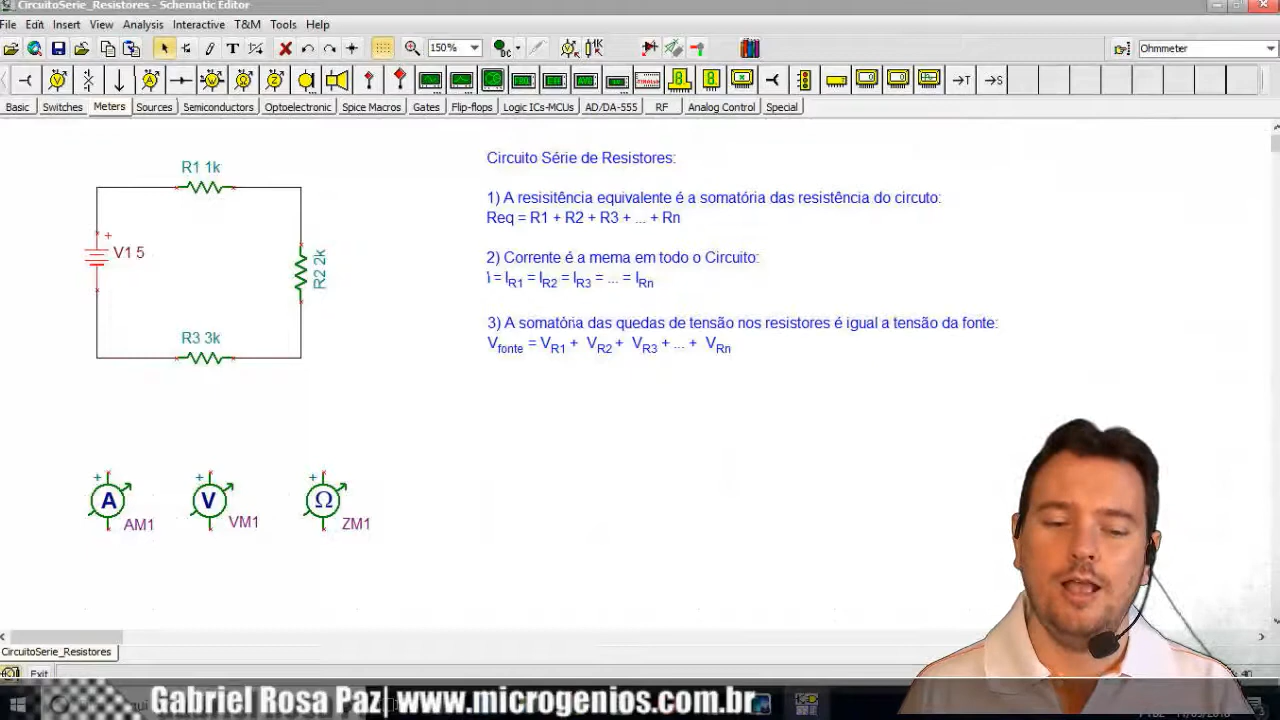 CircuitoSerie_Resistores - Schematic Editor
File Edit Insert View Analysis Interactive T&M Tools Help
150% Ohmmeter
Basic Switches Meters Sources Semiconductors Optoelectronic Spice Macros Gates Flip-flops Logic ICs-MCUs AD/DA-555 RF Analog Control Special
R1 1k
+
V1 5
R2 2k
R3 3k
Circuito Série de Resistores:
1) A resisitência equivalente é a somatória das resistência do circuto:
Req = R1 + R2 + R3 + ... + Rn
2) Corrente é a mema em todo o Circuito:
I = IR1 = IR2 = IR3 = ... = IRn
3) A somatória das quedas de tensão nos resistores é igual a tensão da fonte:
Vfonte = VR1 + VR2 + VR3 + ... + VRn
+ + +
A V Ω
AM1 VM1 ZM1
CircuitoSerie_Resistores
Exit
Gabriel Rosa Paz| www.microgenios.com.br